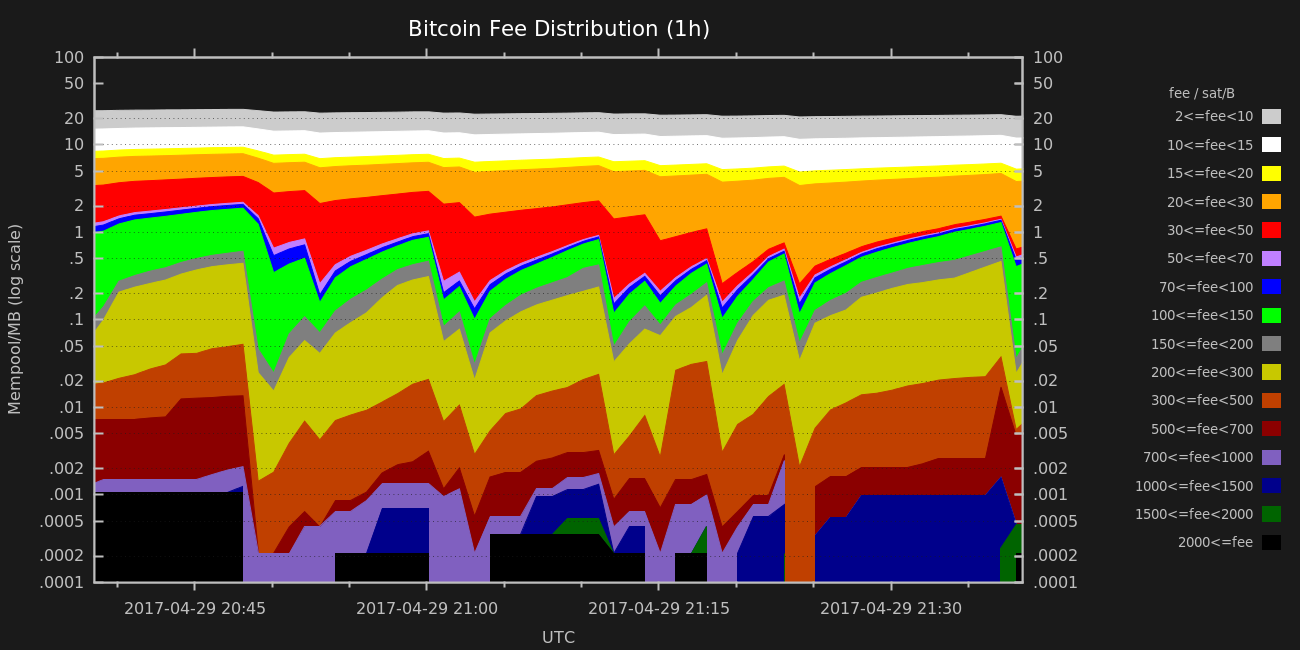 Bitcoin Fee Distribution (1h)
100 100
50 50
20 20
10 10
5 5
2 2
1 1
.5 .5
.2 .2
.1 .1
.05 .05
.02 .02
.01 .01
.005 .005
.002 .002
.001 .001
.0005 .0005
.0002 .0002
.0001 .0001
Mempool/MB (log scale)
2017-04-29 20:45 2017-04-29 21:00 2017-04-29 21:15 2017-04-29 21:30
UTC
fee / sat/B
2<=fee<10
10<=fee<15
15<=fee<20
20<=fee<30
30<=fee<50
50<=fee<70
70<=fee<100
100<=fee<150
150<=fee<200
200<=fee<300
300<=fee<500
500<=fee<700
700<=fee<1000
1000<=fee<1500
1500<=fee<2000
2000<=fee